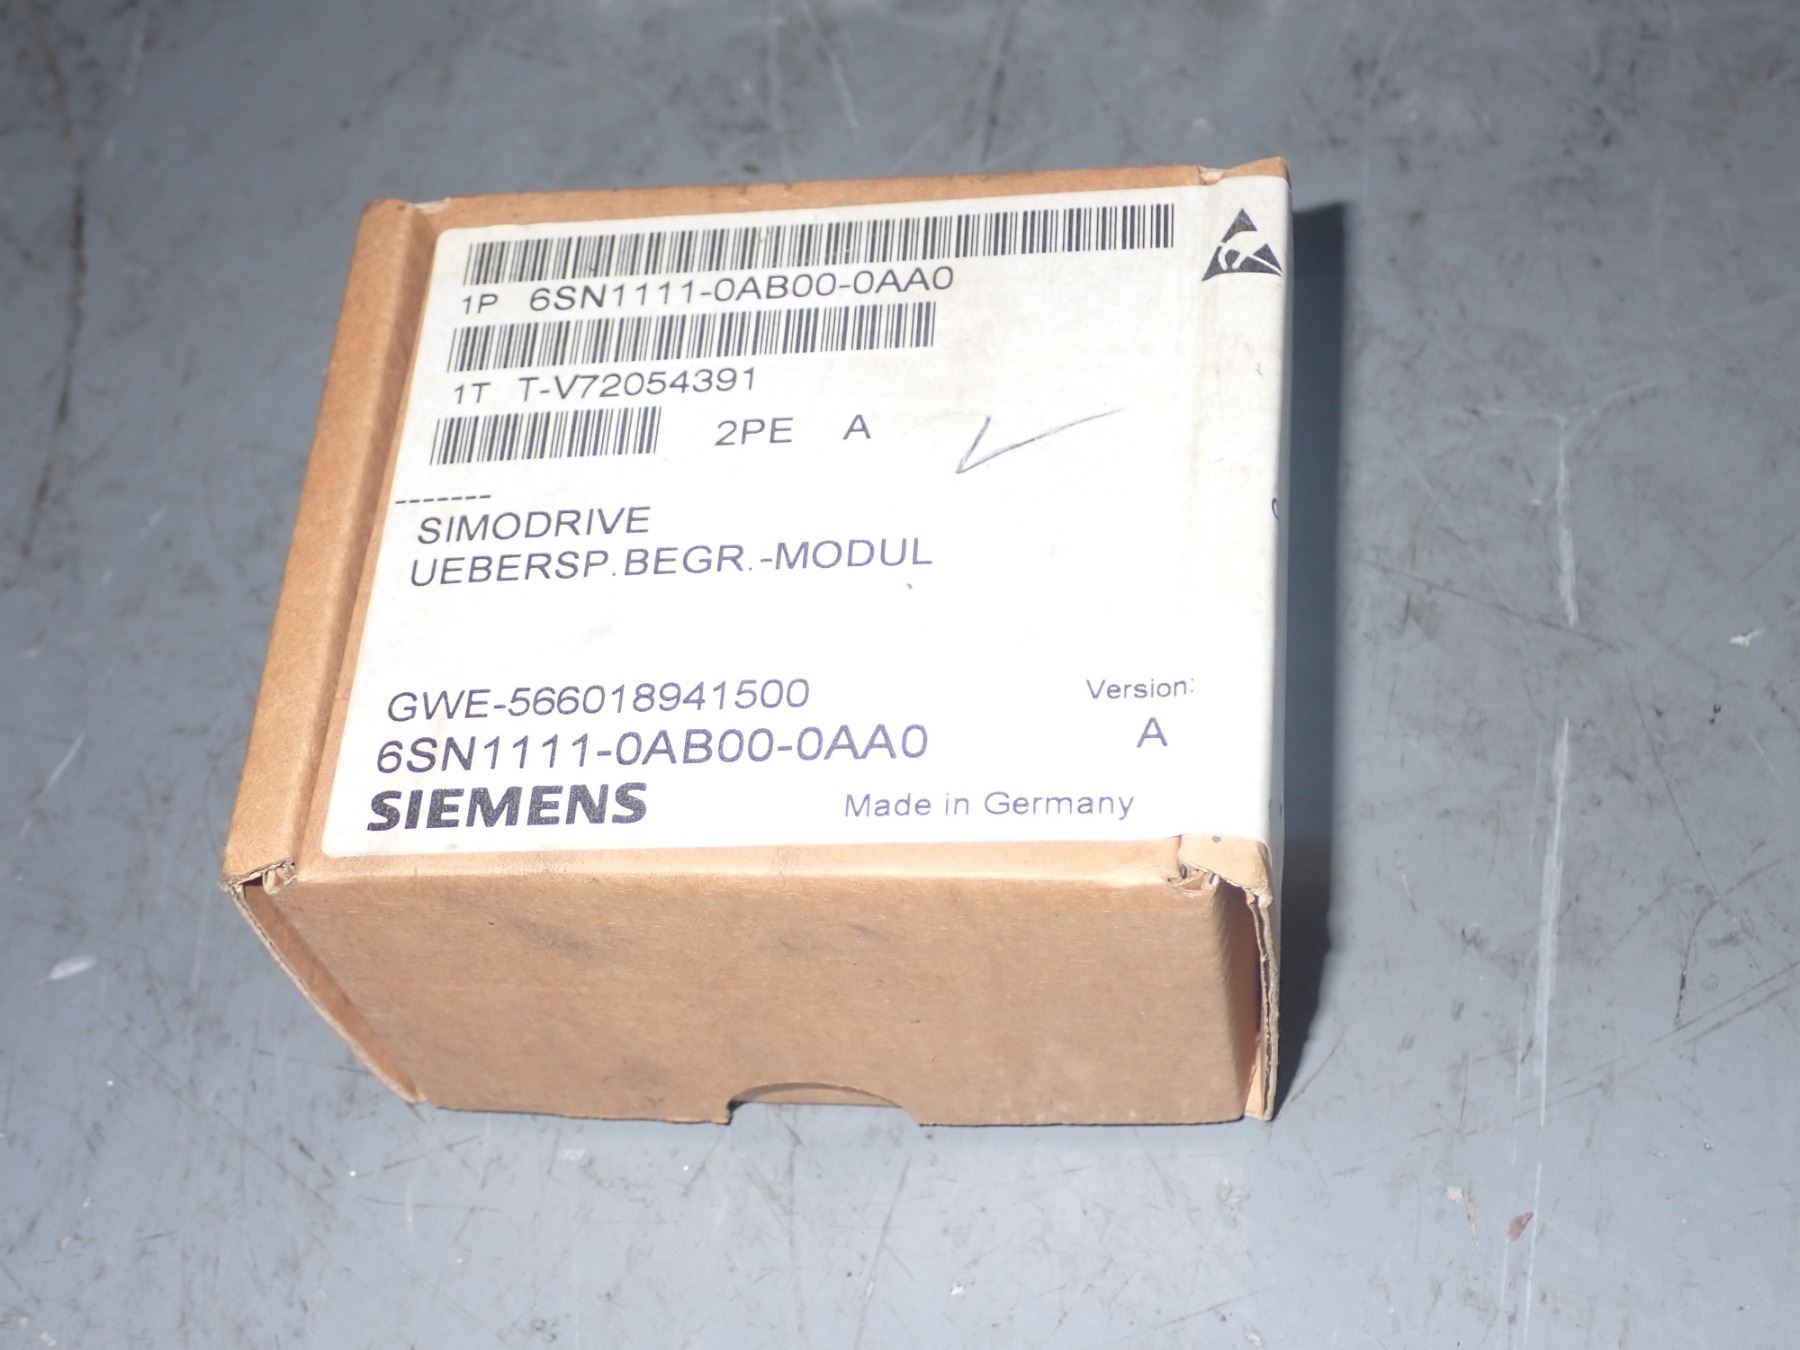 1P 6SN1111-0AB00-0AA0
1T T-V72054391
2PE A
-------
SIMODRIVE
UEBERSP.BEGR.-MODUL
GWE-566018941500
Version:
6SN1111-0AB00-0AA0
A
SIEMENS
Made in Germany